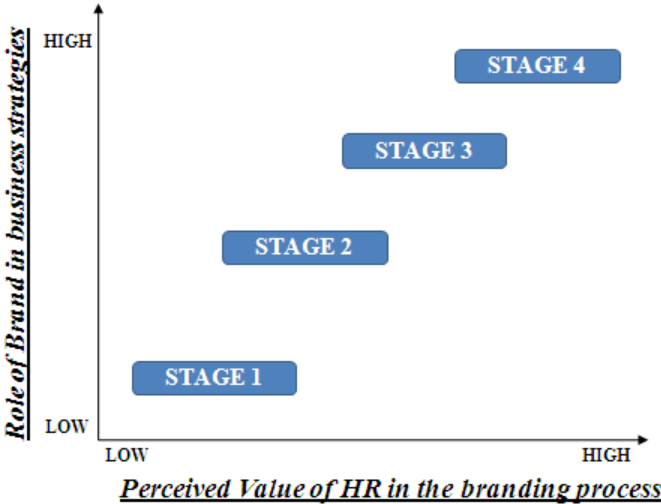 Role of Brand in business strategies
HIGH
STAGE 4
STAGE 3
STAGE 2
STAGE 1
LOW
LOW
HIGH
Perceived Value of HR in the branding process